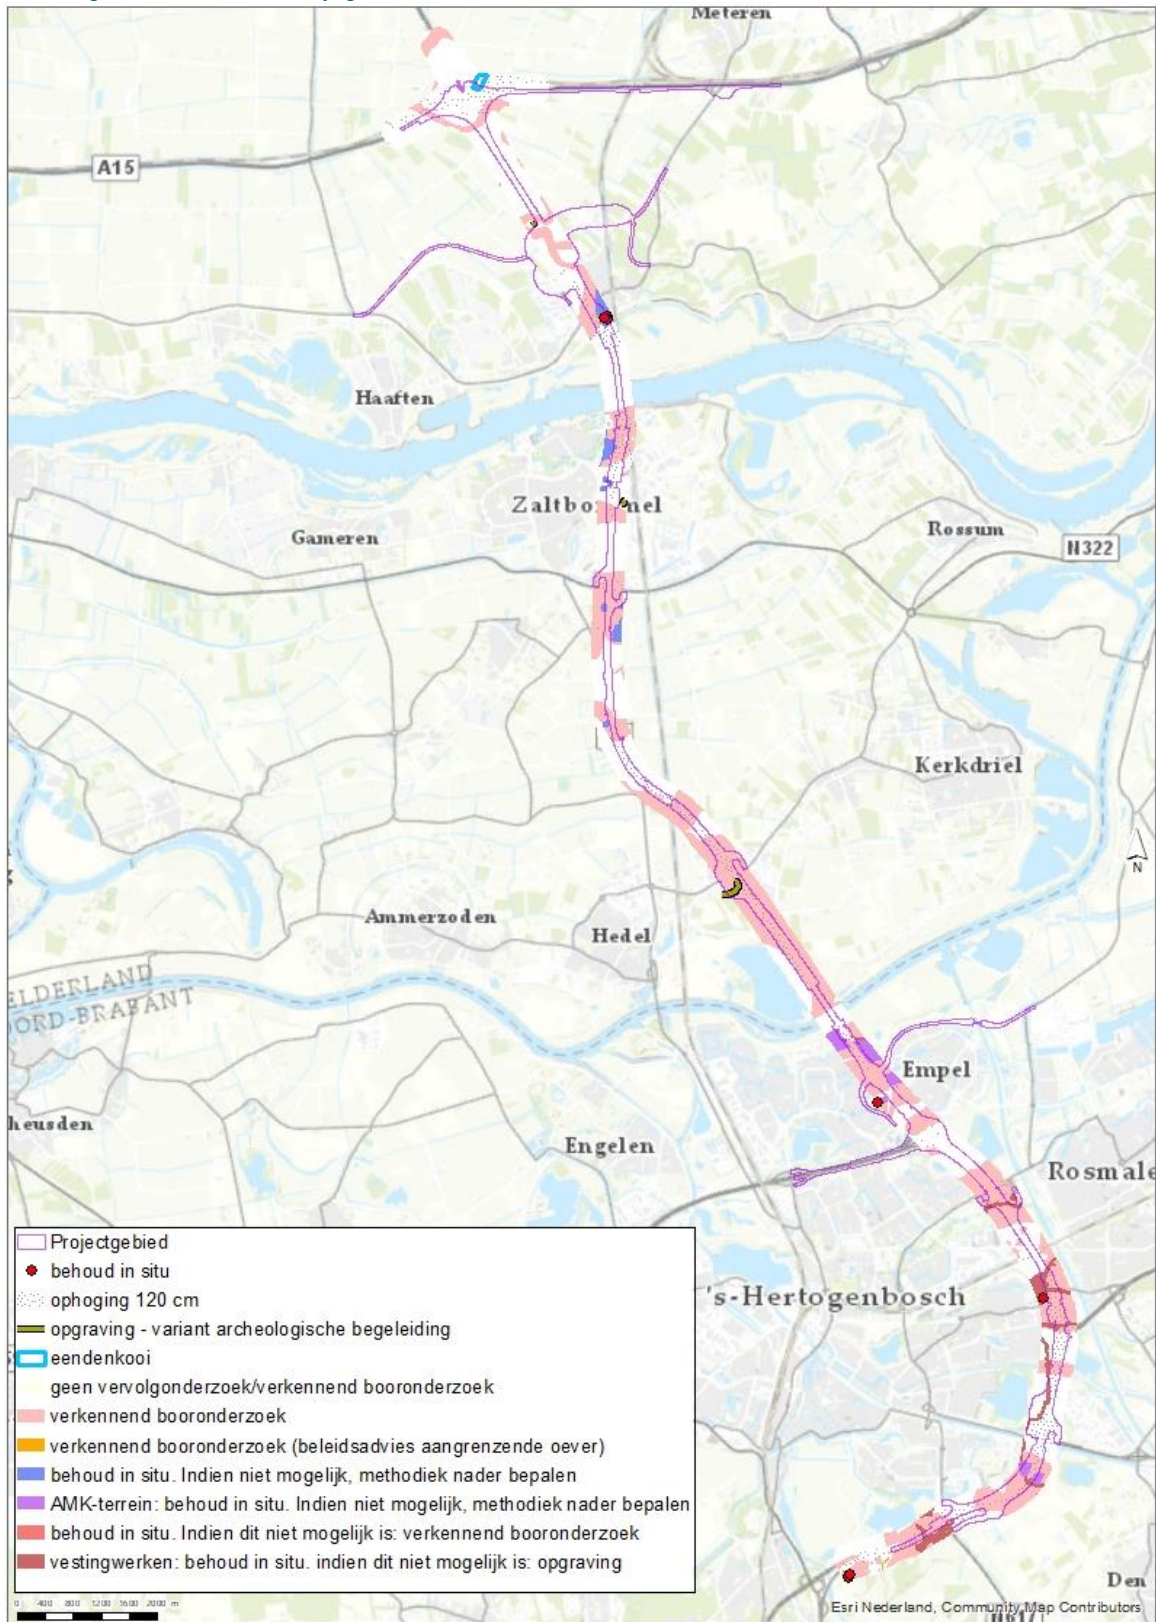 Meteren
A15
Haaften
Zaltbo nel
Rossum
Gameren
N322
Kerkdriel
N
Ammerzoden
Hedel
ELDERLAND
OORD-BRABANT
Empel
heusden
Engelen
Rosmale
's-Hertogenbosch
Projectgebied
behoud in situ
ophoging 120 cm
opgraving - variant archeologische begeleiding
eendenkooi
geen vervolgonderzoek/verkennend booronderzoek
verkennend booronderzoek
verkennend booronderzoek (beleidsadvies aangrenzende oever)
behoud in situ. Indien niet mogelijk, methodiek nader bepalen
AMK-terrein: behoud in situ. Indien niet mogelijk, methodiek nader bepalen
behoud in situ. Indien dit niet mogelijk is: verkennend booronderzoek
vestingwerken: behoud in situ. indien dit niet mogelijk is: opgraving
Den
0 400 800 1200 1600 2000 m
Esri Nederland, Community Map Contributors
N617